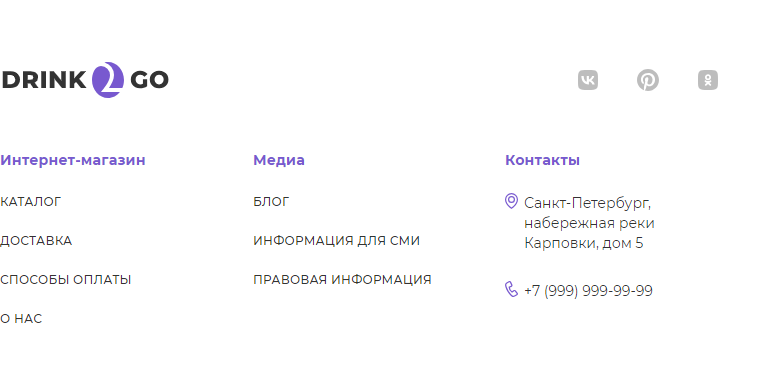 DRINK 2 GO
Интернет-магазин
КАТАЛОГ
ДОСТАВКА
СПОСОБЫ ОПЛАТЫ
О НАС
Медиа
БЛОГ
ИНФОРМАЦИЯ ДЛЯ СМИ
ПРАВОВАЯ ИНФОРМАЦИЯ
Контакты
Санкт-Петербург,
набережная реки
Карповки, дом 5
+7 (999) 999-99-99